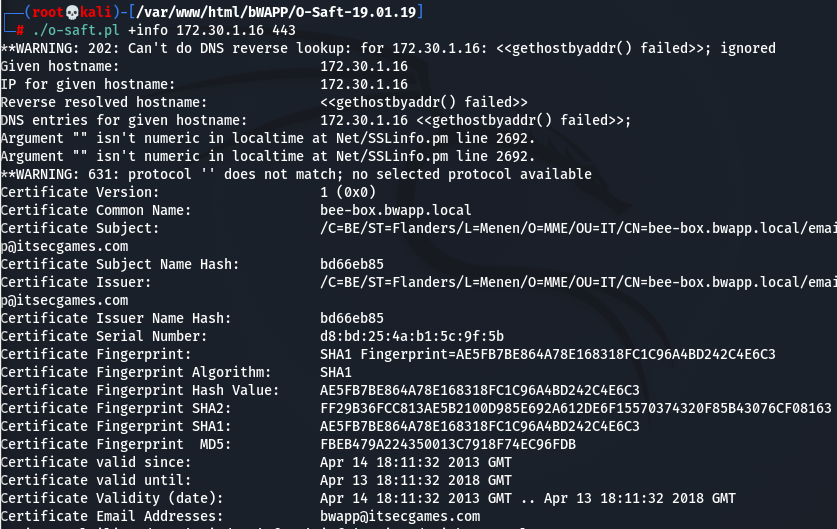 (root💀kali)-[/var/www/html/bWAPP/O-Saft-19.01.19]
# ./o-saft.pl +info 172.30.1.16 443
**WARNING: 202: Can't do DNS reverse lookup: for 172.30.1.16: <<gethostbyaddr() failed>>; ignored
Given hostname: 172.30.1.16
IP for given hostname: 172.30.1.16
Reverse resolved hostname: <<gethostbyaddr() failed>>
DNS entries for given hostname: 172.30.1.16 <<gethostbyaddr() failed>>;
Argument "" isn't numeric in localtime at Net/SSLinfo.pm line 2692.
Argument "" isn't numeric in localtime at Net/SSLinfo.pm line 2692.
**WARNING: 631: protocol '' does not match; no selected protocol available
Certificate Version: 1 (0x0)
Certificate Common Name: bee-box.bwapp.local
Certificate Subject: /C=BE/ST=Flanders/L=Menen/O=MME/OU=IT/CN=bee-box.bwapp.local/emai
p@itsecgames.com
Certificate Subject Name Hash: bd66eb85
Certificate Issuer: /C=BE/ST=Flanders/L=Menen/O=MME/OU=IT/CN=bee-box.bwapp.local/emai
p@itsecgames.com
Certificate Issuer Name Hash: bd66eb85
Certificate Serial Number: d8:bd:25:4a:b1:5c:9f:5b
Certificate Fingerprint: SHA1 Fingerprint=AE5FB7BE864A78E168318FC1C96A4BD242C4E6C3
Certificate Fingerprint Algorithm: SHA1
Certificate Fingerprint Hash Value: AE5FB7BE864A78E168318FC1C96A4BD242C4E6C3
Certificate Fingerprint SHA2: FF29B36FCC813AE5B2100D985E692A612DE6F15570374320F85B43076CF08163
Certificate Fingerprint SHA1: AE5FB7BE864A78E168318FC1C96A4BD242C4E6C3
Certificate Fingerprint  MD5: FBEB479A224350013C7918F74EC96FDB
Certificate valid since: Apr 14 18:11:32 2013 GMT
Certificate valid until: Apr 13 18:11:32 2018 GMT
Certificate Validity (date): Apr 14 18:11:32 2013 GMT .. Apr 13 18:11:32 2018 GMT
Certificate Email Addresses: bwapp@itsecgames.com